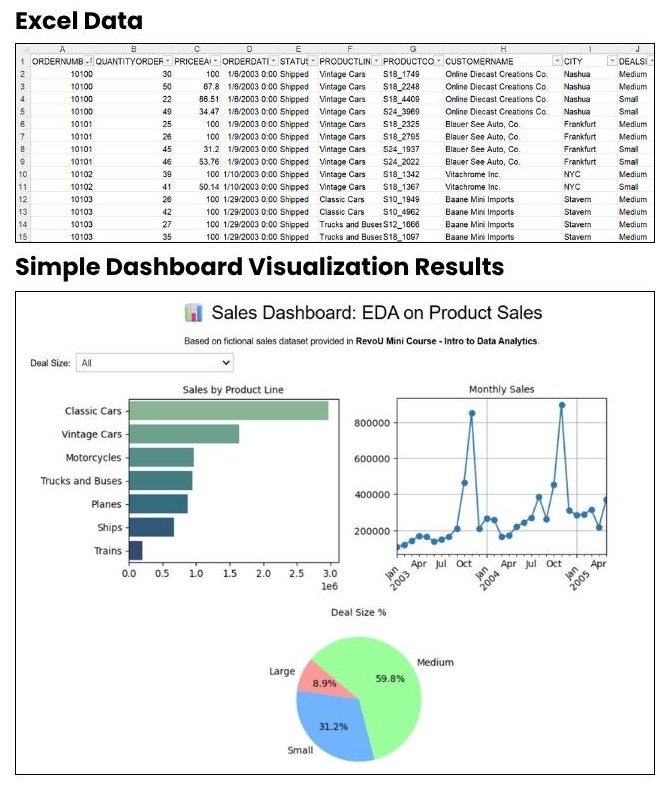 Excel Data
A B C D E F G H I J
1 ORDERNUMB QUANTITYORDER PRICEEA ORDERDATI STATUS PRODUCTLIN PRODUCTCO CUSTOMERNAME CITY DEALSI
2 10100 30 100 1/6/2003 0:00 Shipped Vintage Cars S18_1749 Online Diecast Creations Co. Nashua Medium
3 10100 50 67.8 1/6/2003 0:00 Shipped Vintage Cars S18_2248 Online Diecast Creations Co. Nashua Medium
4 10100 22 86.51 1/6/2003 0:00 Shipped Vintage Cars S18_4409 Online Diecast Creations Co. Nashua Small
5 10100 49 34.47 1/6/2003 0:00 Shipped Vintage Cars S24_3969 Online Diecast Creations Co. Nashua Small
6 10101 25 100 1/9/2003 0:00 Shipped Vintage Cars S18_2325 Blauer See Auto, Co. Frankfurt Medium
7 10101 26 100 1/9/2003 0:00 Shipped Vintage Cars S18_2795 Blauer See Auto, Co. Frankfurt Medium
8 10101 45 31.2 1/9/2003 0:00 Shipped Vintage Cars S24_1937 Blauer See Auto, Co. Frankfurt Small
9 10101 46 53.76 1/9/2003 0:00 Shipped Vintage Cars S24_2022 Blauer See Auto, Co. Frankfurt Small
10 10102 39 100 1/10/2003 0:00 Shipped Vintage Cars S18_1342 Vitachrome Inc. NYC Medium
11 10102 41 50.14 1/10/2003 0:00 Shipped Vintage Cars S18_1367 Vitachrome Inc. NYC Small
12 10103 26 100 1/29/2003 0:00 Shipped Classic Cars S10_1949 Baane Mini Imports Stavern Medium
13 10103 42 100 1/29/2003 0:00 Shipped Classic Cars S10_4962 Baane Mini Imports Stavern Medium
14 10103 27 100 1/29/2003 0:00 Shipped Trucks and Buses S12_1666 Baane Mini Imports Stavern Medium
15 10103 35 100 1/29/2003 0:00 Shipped Trucks and Buses S18_1097 Baane Mini Imports Stavern Medium
Simple Dashboard Visualization Results
Sales Dashboard: EDA on Product Sales
Based on fictional sales dataset provided in RevoU Mini Course - Intro to Data Analytics.
Deal Size: All
Sales by Product Line
Classic Cars
Vintage Cars
Motorcycles
Trucks and Buses
Planes
Ships
Trains
0.0 0.5 1.0 1.5 2.0 2.5 3.0
1e6
Monthly Sales
800000
600000
400000
200000
Jan Apr Jul Oct Jan Apr Jul Oct Jan Apr
2003 2004 2005
Deal Size %
Medium
59.8%
Large
8.9%
31.2%
Small